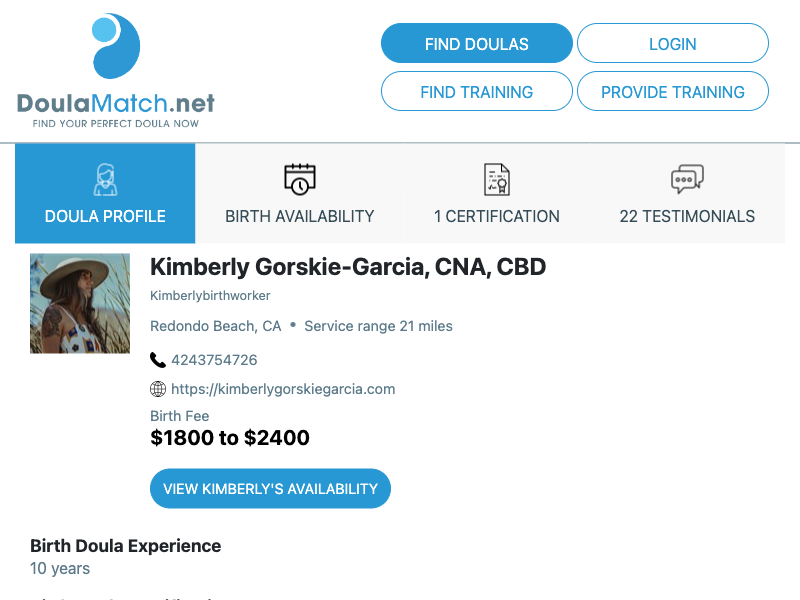 DoulaMatch.net
FIND YOUR PERFECT DOULA NOW
FIND DOULAS
LOGIN
FIND TRAINING
PROVIDE TRAINING
DOULA PROFILE
BIRTH AVAILABILITY
1 CERTIFICATION
22 TESTIMONIALS
Kimberly Gorskie-Garcia, CNA, CBD
Kimberlybirthworker
Redondo Beach, CA • Service range 21 miles
4243754726
https://kimberlygorskiegarcia.com
Birth Fee
$1800 to $2400
VIEW KIMBERLY'S AVAILABILITY
Birth Doula Experience
10 years